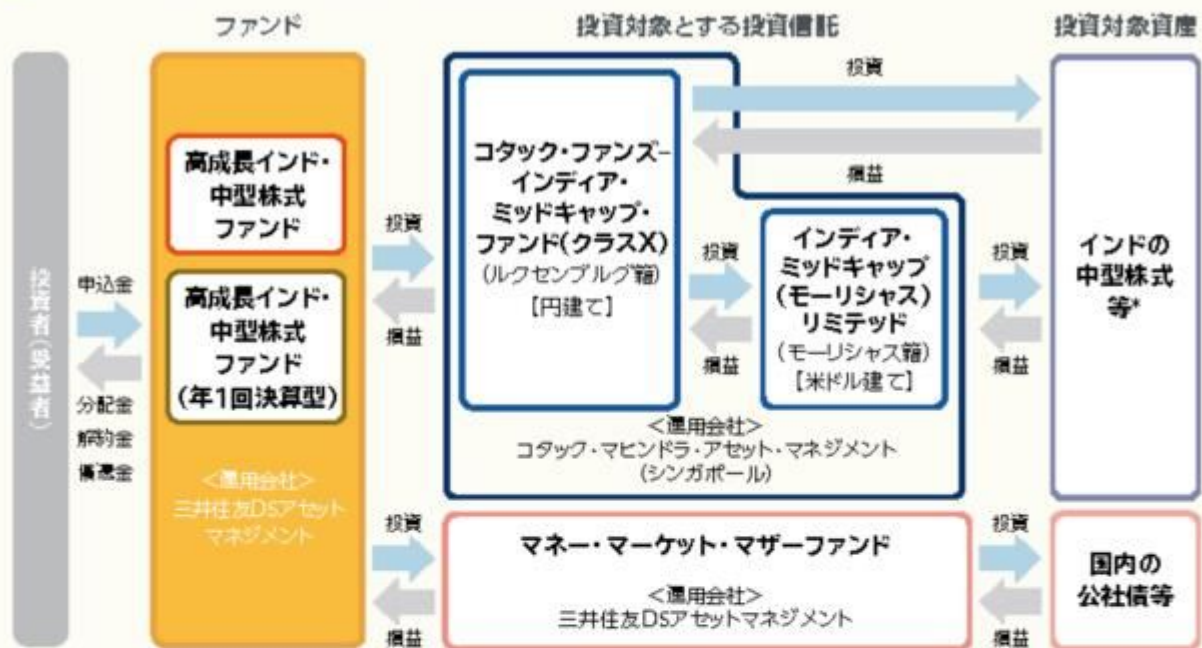 ファンド
投資対象とする投資信託
投資対象資産
投資者(受益者)
申込金
分配金
解約金
償還金
高成長インド・
中型株式
ファンド
高成長インド・
中型株式
ファンド
(年1回決算型)
<運用会社>
三井住友DSアセット
マネジメント
投資
損益
コタック・ファンズ−
インディア・
ミッドキャップ・
ファンド(クラスX)
(ルクセンブルグ籍)
[円建て]
投資
損益
投資
損益
インディア・
ミッドキャップ
(モーリシャス)
リミテッド
(モーリシャス籍)
[米ドル建て]
<運用会社>
コタック・マヒンドラ・アセット・マネジメント
(シンガポール)
投資
損益
インドの
中型株式
等*
投資
損益
マネー・マーケット・マザーファンド
<運用会社>
三井住友DSアセットマネジメント
投資
損益
国内の
公社債等